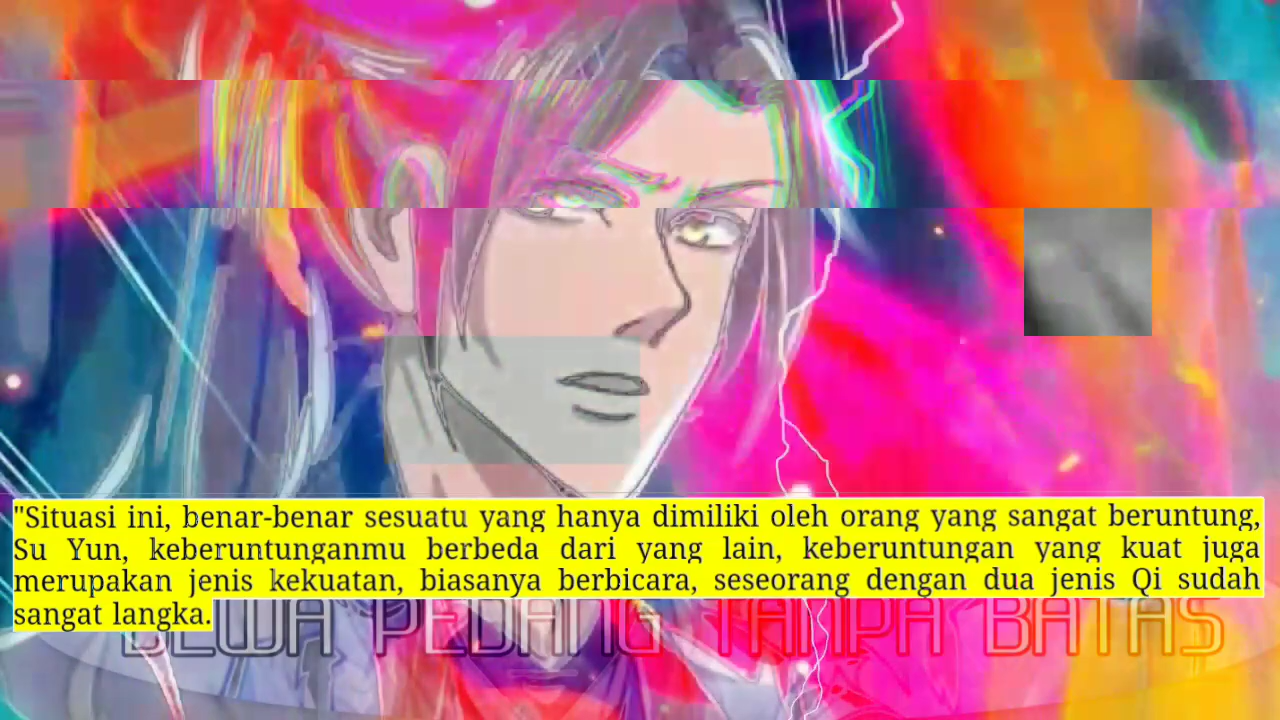 "Situasi ini, benar-benar sesuatu yang hanya dimiliki oleh orang yang sangat beruntung,
Su Yun, keberuntunganmu berbeda dari yang lain, keberuntungan yang kuat juga
merupakan jenis kekuatan, biasanya berbicara, seseorang dengan dua jenis Qi sudah
sangat langka.
DEWA PEDANG TANPA BATAS